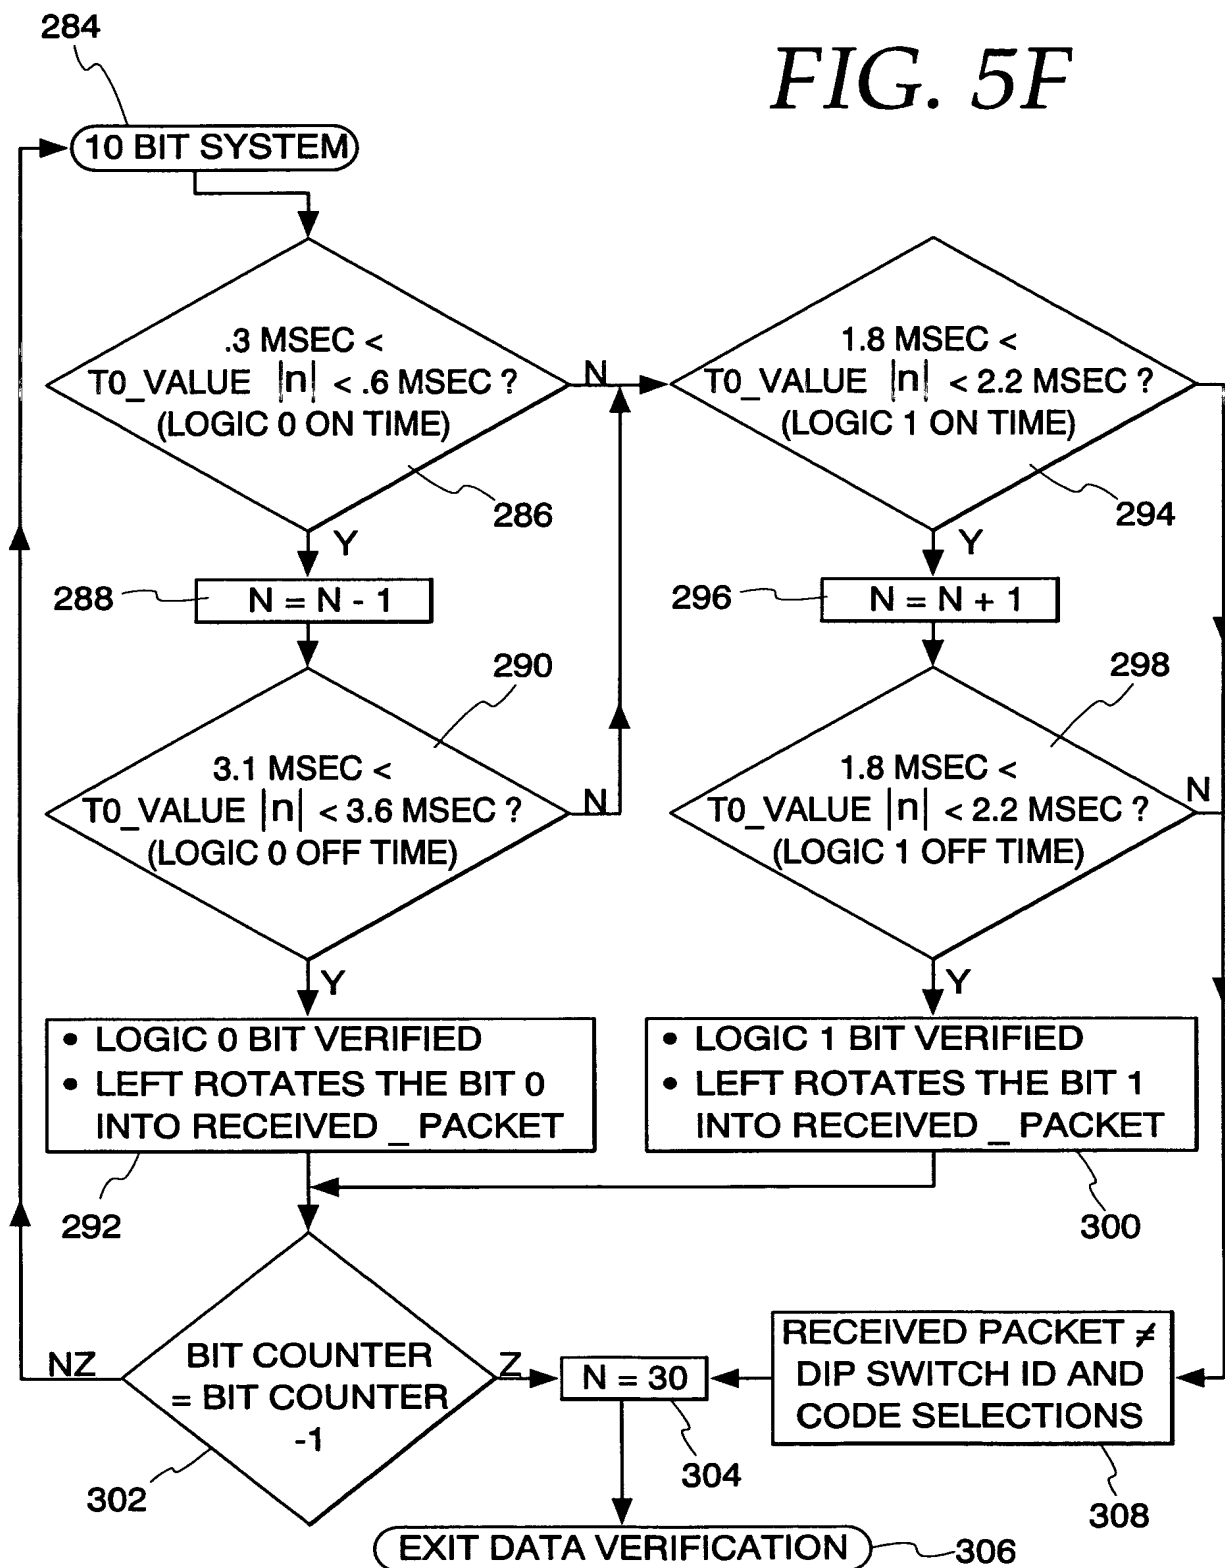 284
FIG. 5F
10 BIT SYSTEM
.3 MSEC <
T0_VALUE |n| < .6 MSEC ?
(LOGIC 0 ON TIME)
N
286
Y
1.8 MSEC <
T0_VALUE |n| < 2.2 MSEC ?
(LOGIC 1 ON TIME)
294
Y
288
N = N - 1
296
N = N + 1
290
3.1 MSEC <
T0_VALUE |n| < 3.6 MSEC ?
(LOGIC 0 OFF TIME)
N
Y
298
1.8 MSEC <
T0_VALUE |n| < 2.2 MSEC ?
(LOGIC 1 OFF TIME)
N
Y
• LOGIC 0 BIT VERIFIED
• LEFT ROTATES THE BIT 0
INTO RECEIVED _ PACKET
292
• LOGIC 1 BIT VERIFIED
• LEFT ROTATES THE BIT 1
INTO RECEIVED _ PACKET
300
NZ
BIT COUNTER
= BIT COUNTER
-1
Z
302
N = 30
304
RECEIVED PACKET ≠
DIP SWITCH ID AND
CODE SELECTIONS
308
EXIT DATA VERIFICATION
306